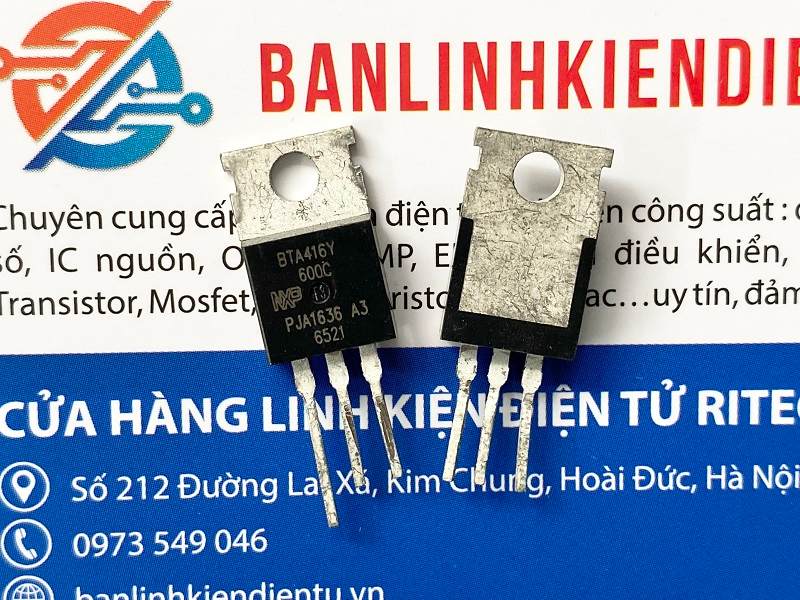 BANLINHKIENDIE
Chuyên cung cấp điện công suất :
số, IC nguồn, điều khiển,
Transistor, Mosfet, uy tín, đảm
BTA416Y
600C
NXP
PJA1636 A3
6521
CỬA HÀNG LINH KIỆN ĐIỆN TỬ RITEC
Số 212 Đường Lai Xá, Kim Chung, Hoài Đức, Hà Nội
0973 549 046
banlinhkiendientu.vn